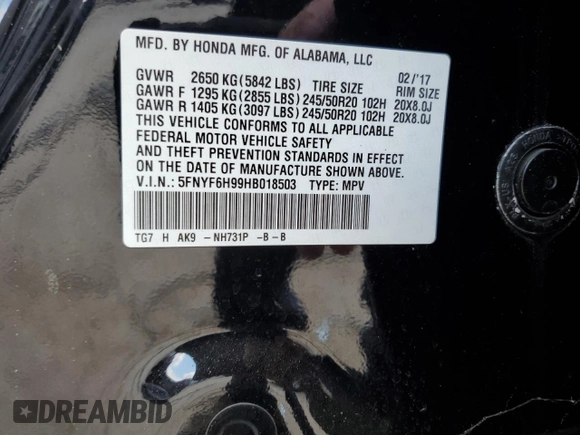 MFD. BY HONDA MFG. OF ALABAMA, LLC
GVWR 2650 KG (5842 LBS) TIRE SIZE 02/'17 RIM SIZE
GAWR F 1295 KG (2855 LBS) 245/50R20 102H 20X8.0J
GAWR R 1405 KG (3097 LBS) 245/50R20 102H 20X8.0J
THIS VEHICLE CONFORMS TO ALL APPLICABLE
FEDERAL MOTOR VEHICLE SAFETY
AND THEFT PREVENTION STANDARDS IN EFFECT
ON THE DATE OF MANUFACTURE SHOWN ABOVE.
V.I.N.: 5FNYF6H99HB018503 TYPE: MPV
TG7 H AK9 -NH731P -B-B
DREAMBID